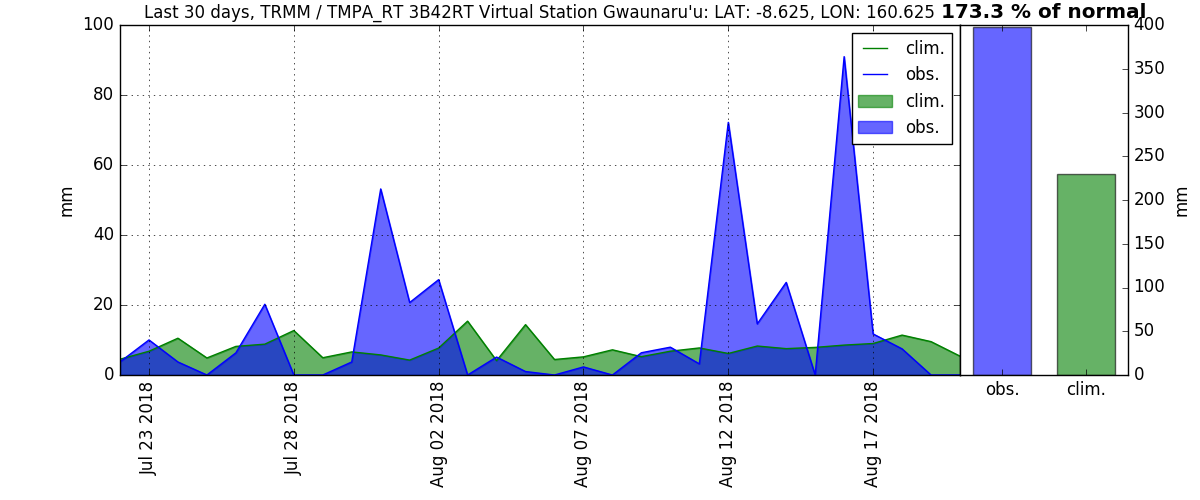 Last 30 days, TRMM / TMPA_RT 3B42RT Virtual Station Gwaunaru'u: LAT: -8.625, LON: 160.625 173.3 % of normal
100
80
60
40
20
0
mm
clim.
obs.
clim.
obs.
400
350
300
250
200
150
100
50
0
mm
obs.
clim.
Jul 23 2018
Jul 28 2018
Aug 02 2018
Aug 07 2018
Aug 12 2018
Aug 17 2018